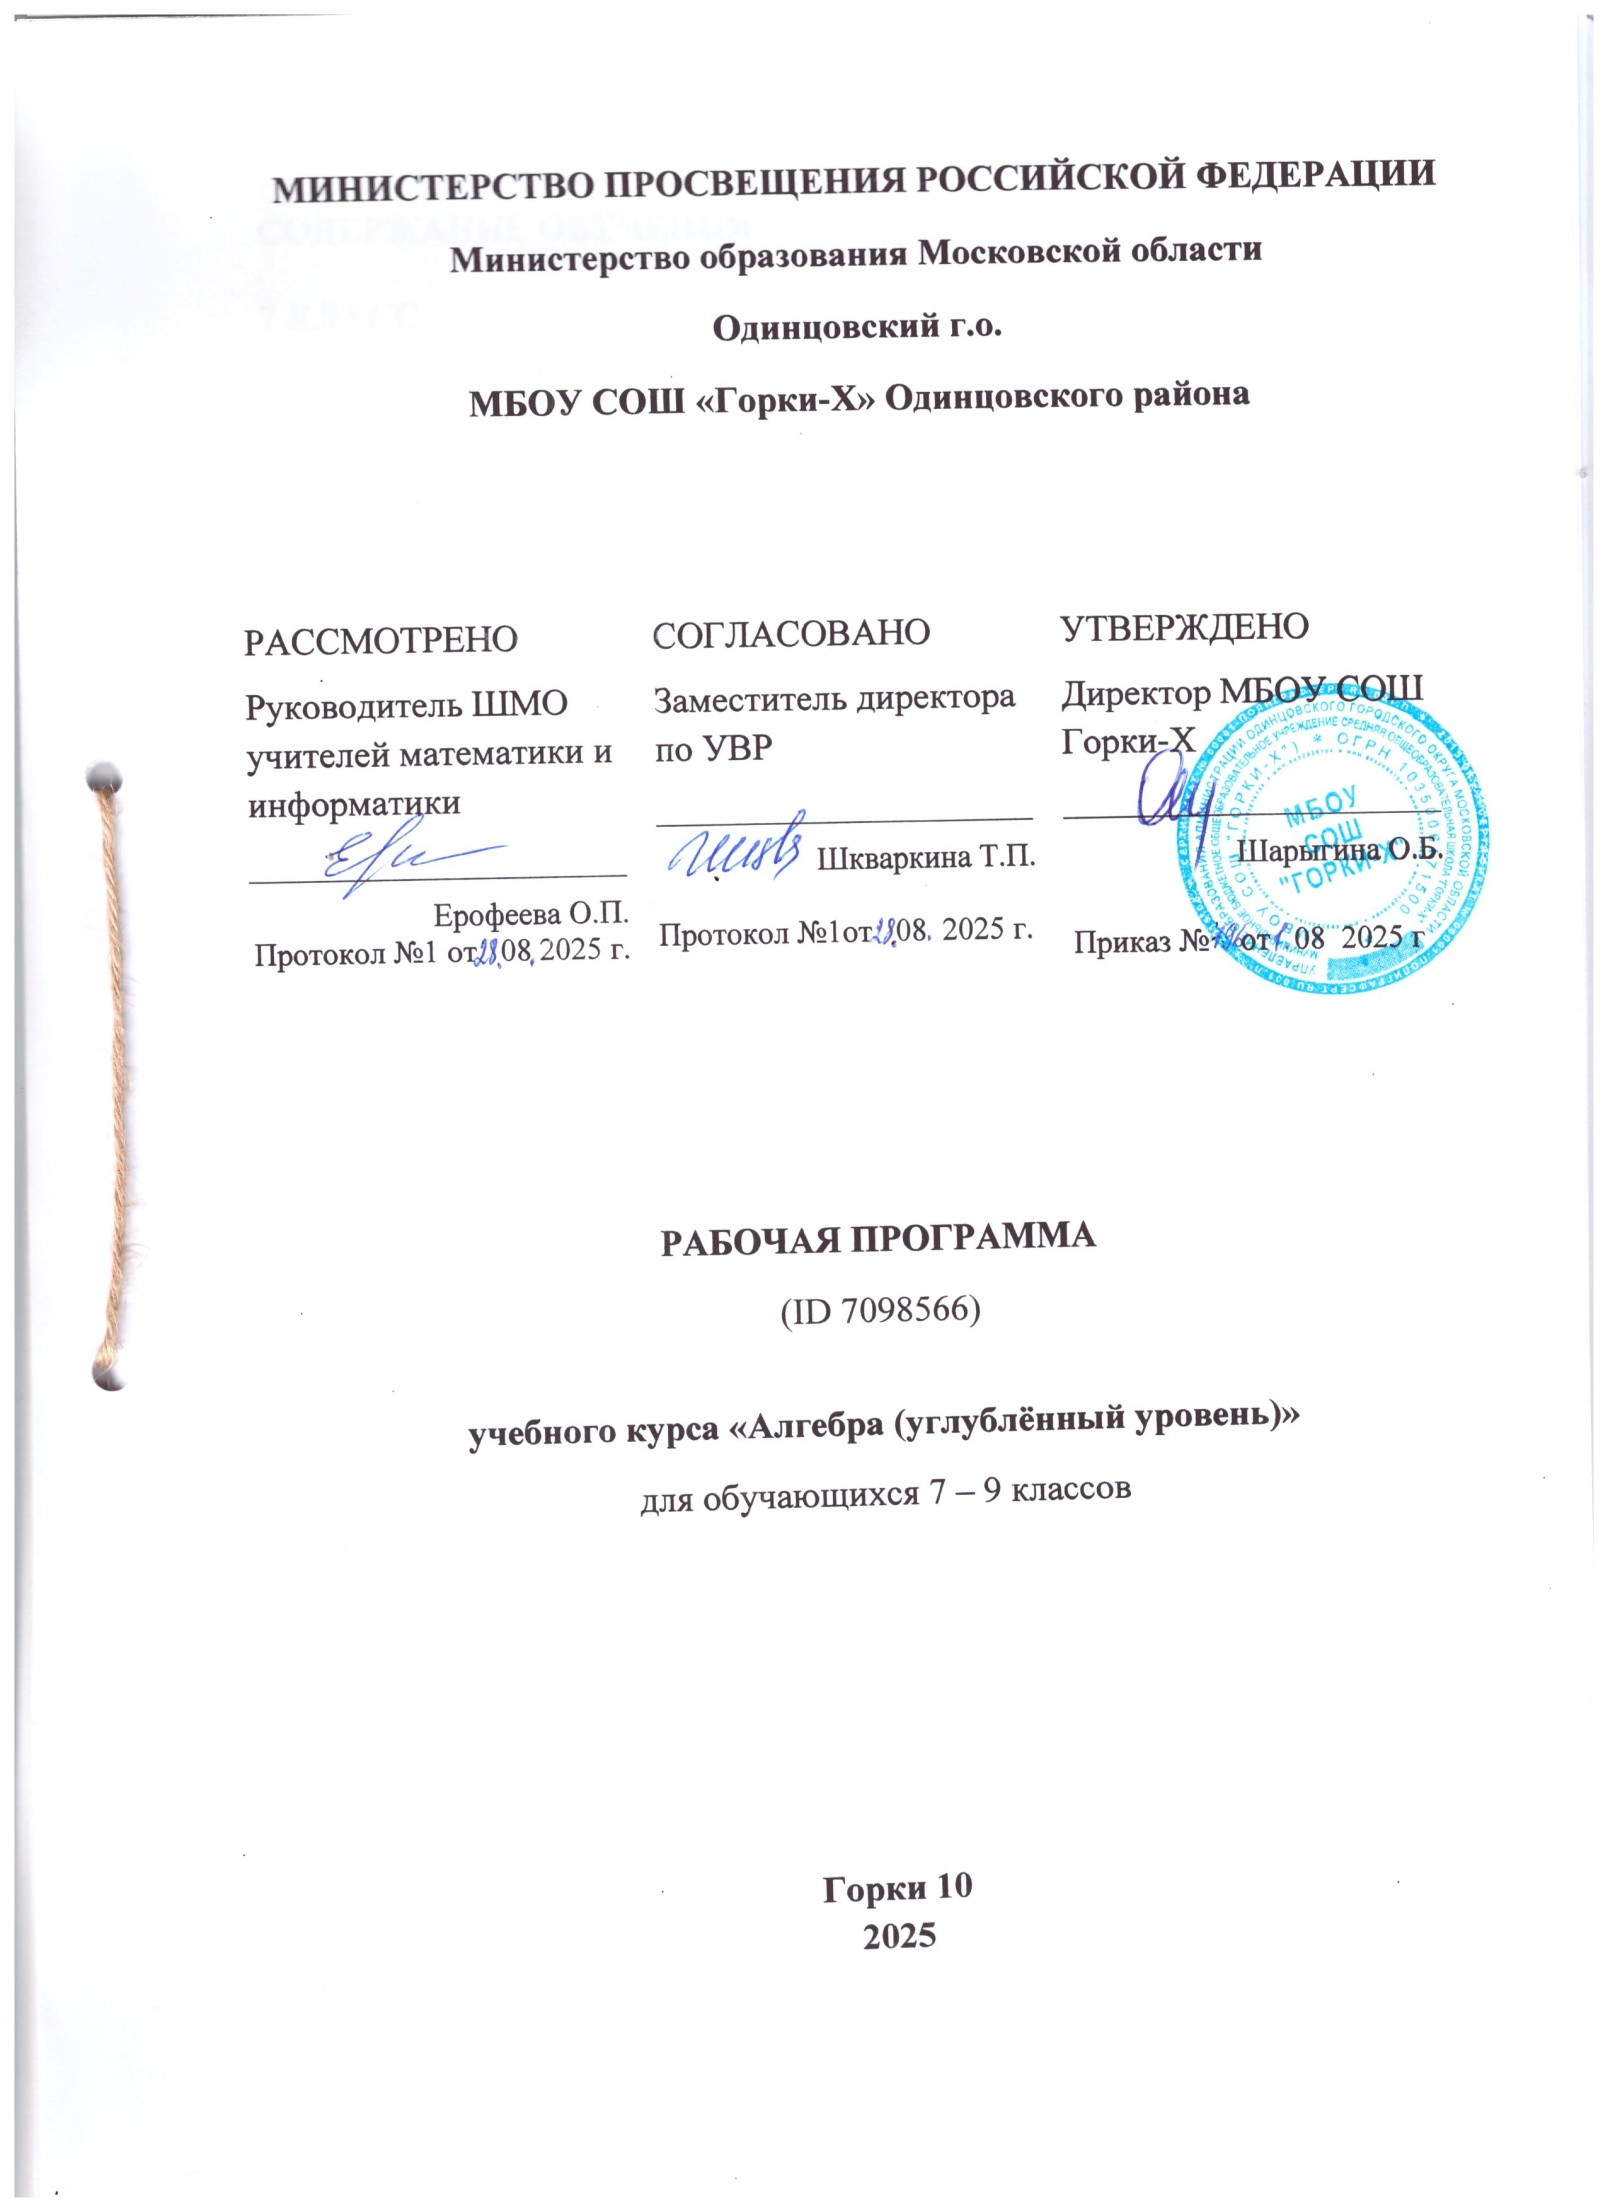 МИНИСТЕРСТВО ПРОСВЕЩЕНИЯ РОССИЙСКОЙ ФЕДЕРАЦИИ
Министерство образования Московской области
Одинцовский г.о.
МБОУ СОШ «Горки-Х» Одинцовского района
РАССМОТРЕНО
Руководитель ШМО
учителей математики и
информатики
Ерофеева О.П.
Протокол №1 от 28.08.2025 г.
СОГЛАСОВАНО
Заместитель директора
по УВР
Шкваркина Т.П.
Протокол №1от 28.08. 2025 г.
УТВЕРЖДЕНО
Директор МБОУ СОШ
Горки-Х
Шарыгина О.Б.
Приказ № от 08 2025 г
МБОУ
СОШ
"ГОРКИ-Х"
РАБОЧАЯ ПРОГРАММА
(ID 7098566)
учебного курса «Алгебра (углублённый уровень)»
для обучающихся 7 – 9 классов
Горки 10
2025